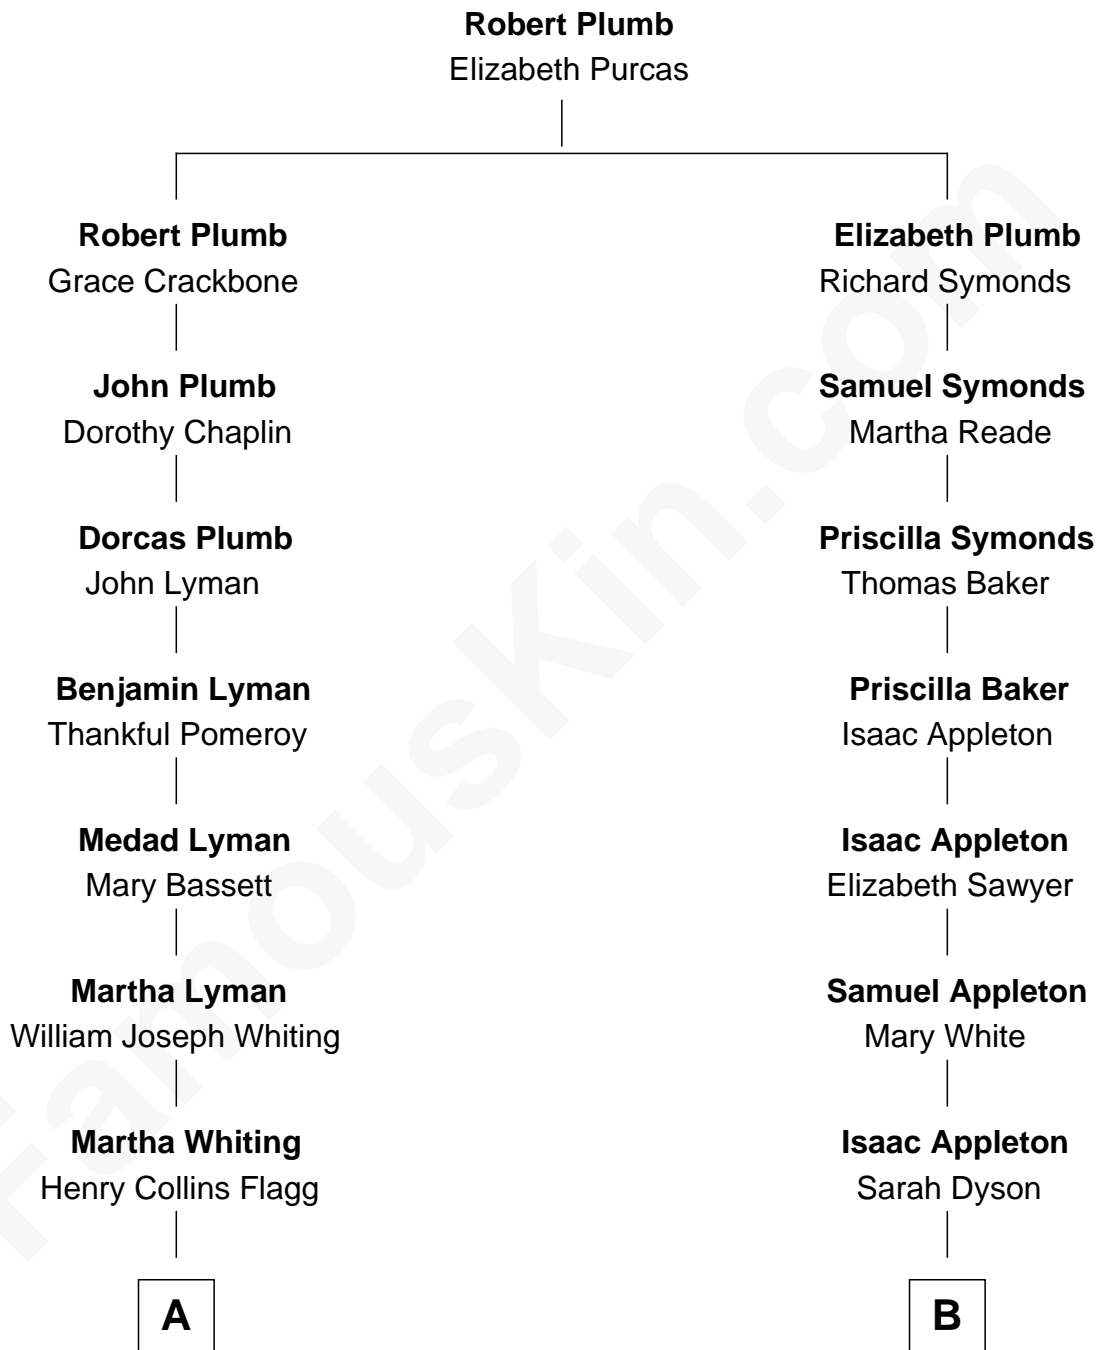 Robert Plumb
Elizabeth Purcas
Robert Plumb
Grace Crackbone
Elizabeth Plumb
Richard Symonds
John Plumb
Dorothy Chaplin
Samuel Symonds
Martha Reade
Dorcas Plumb
John Lyman
Priscilla Symonds
Thomas Baker
Benjamin Lyman
Thankful Pomeroy
Priscilla Baker
Isaac Appleton
Medad Lyman
Mary Bassett
Isaac Appleton
Elizabeth Sawyer
Martha Lyman
William Joseph Whiting
Samuel Appleton
Mary White
Martha Whiting
Henry Collins Flagg
Isaac Appleton
Sarah Dyson
A
B
FamousKin.com